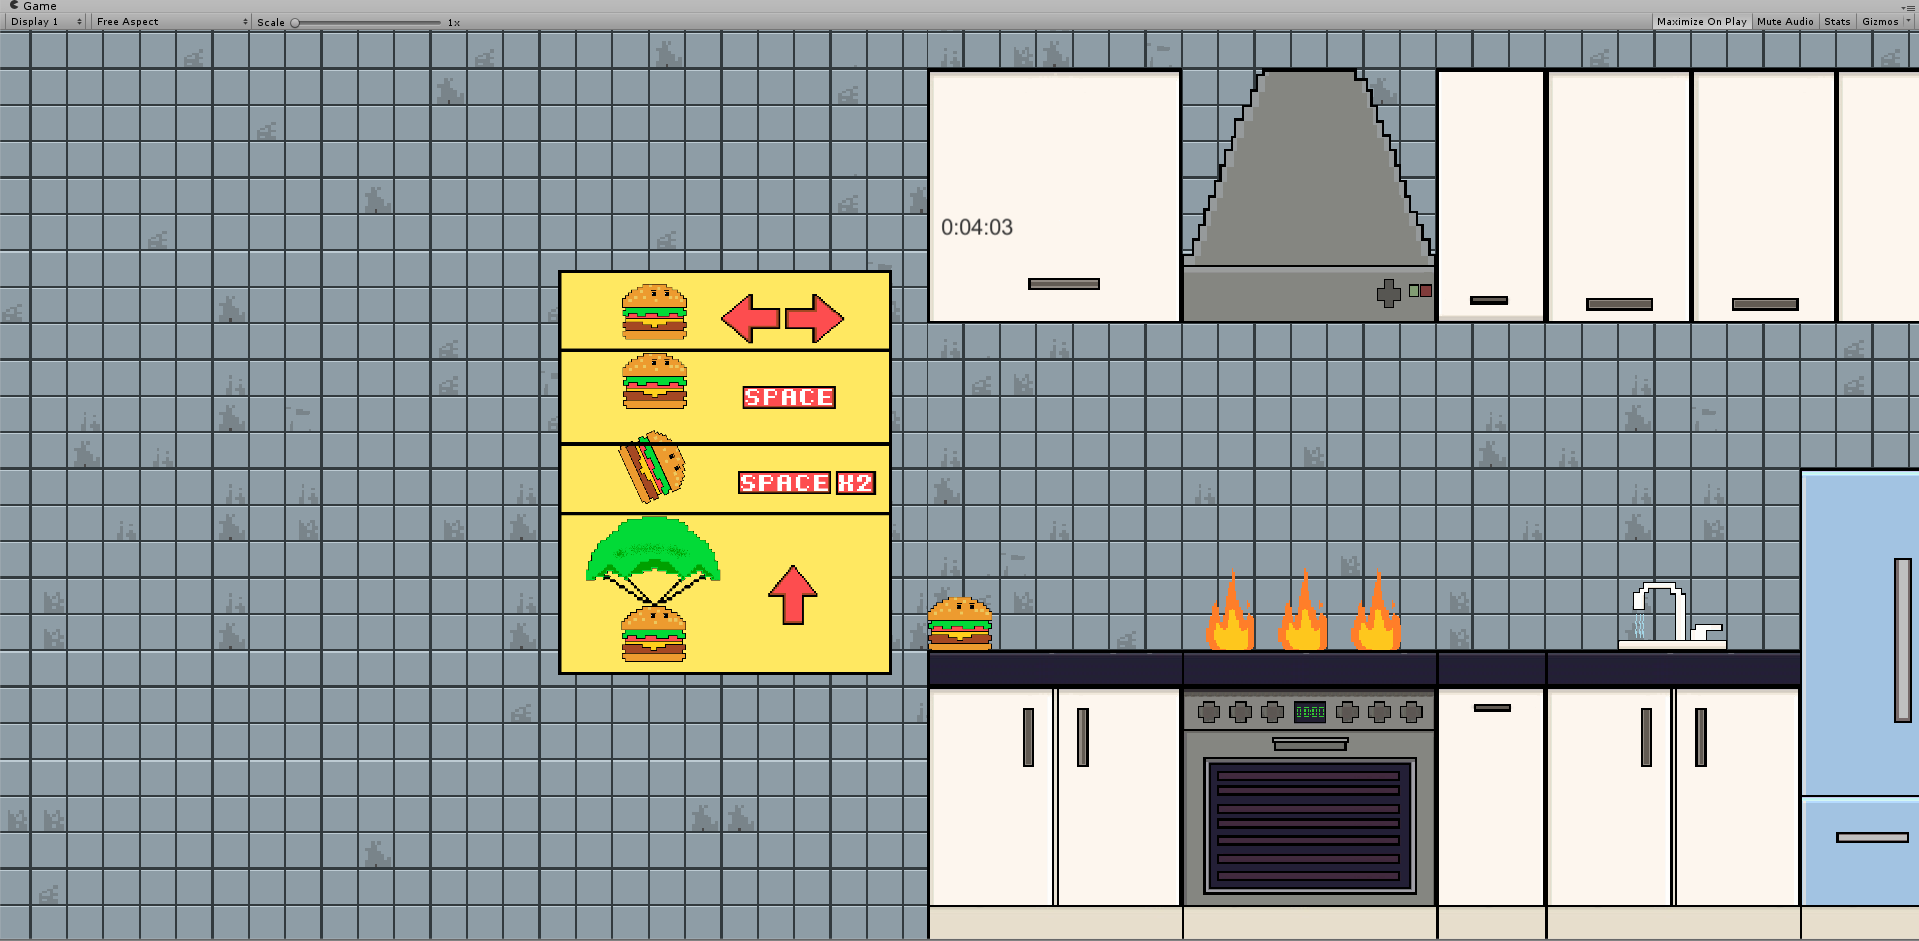 Game
Display 1 Free Aspect Scale 1x Maximize On Play Mute Audio Stats Gizmos
0:04:03
SPACE
SPACE X2